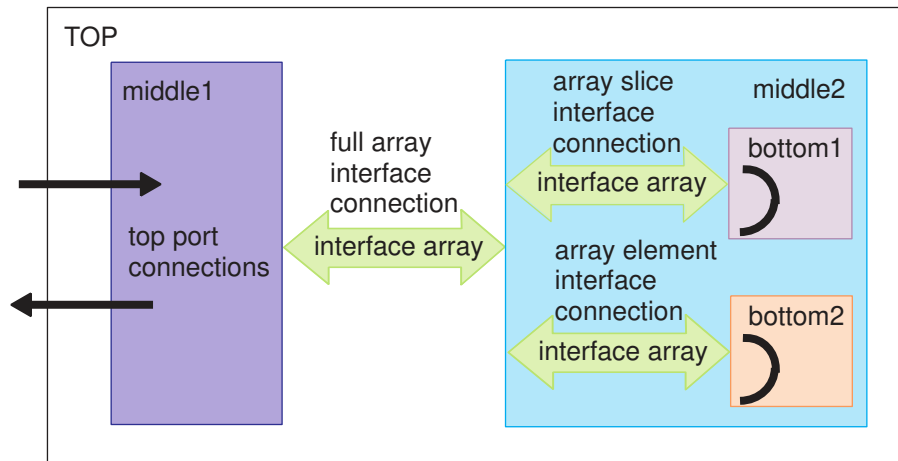 TOP
middle1
top port
connections
full array
interface
connection
interface array
middle2
array slice
interface
connection
interface array
bottom1
array element
interface
connection
interface array
bottom2